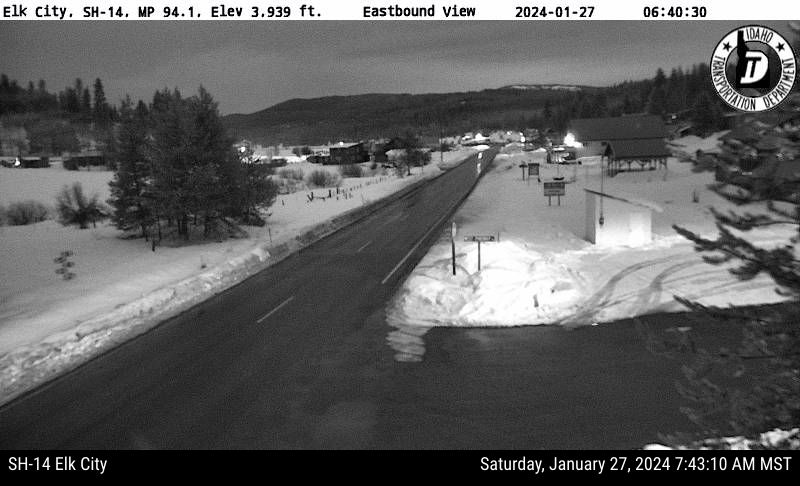 Elk City, SH-14, MP 94.1, Elev 3,939 ft. Eastbound View 2024-01-27 06:40:30
IDAHO
TRANSPORTATION DEPARTMENT
SH-14 Elk City Saturday, January 27, 2024 7:43:10 AM MST